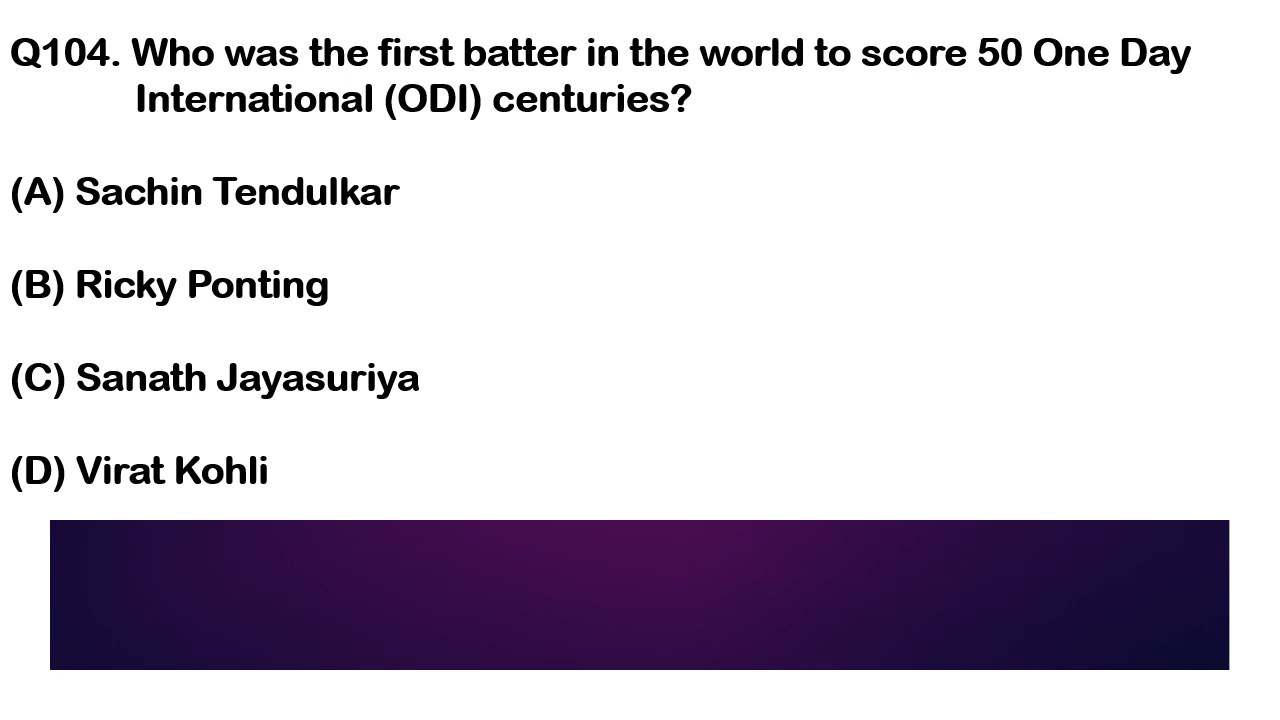 Q104. Who was the first batter in the world to score 50 One Day
International (ODI) centuries?
(A) Sachin Tendulkar
(B) Ricky Ponting
(C) Sanath Jayasuriya
(D) Virat Kohli